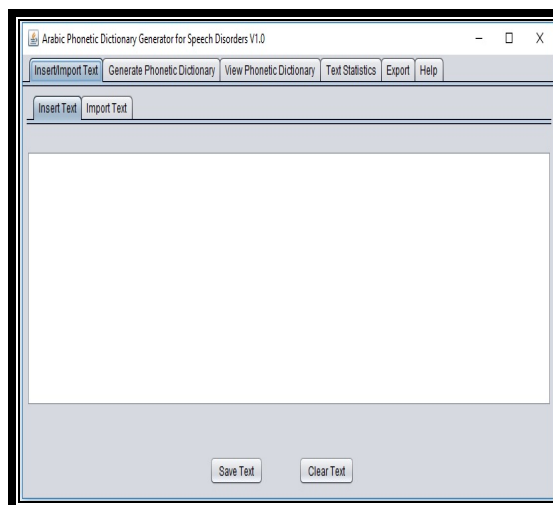 Arabic Phonetic Dictionary Generator for Speech Disorders V1.0
Insert/Import Text Generate Phonetic Dictionary View Phonetic Dictionary Text Statistics Export Help
Insert Text Import Text
Save Text Clear Text